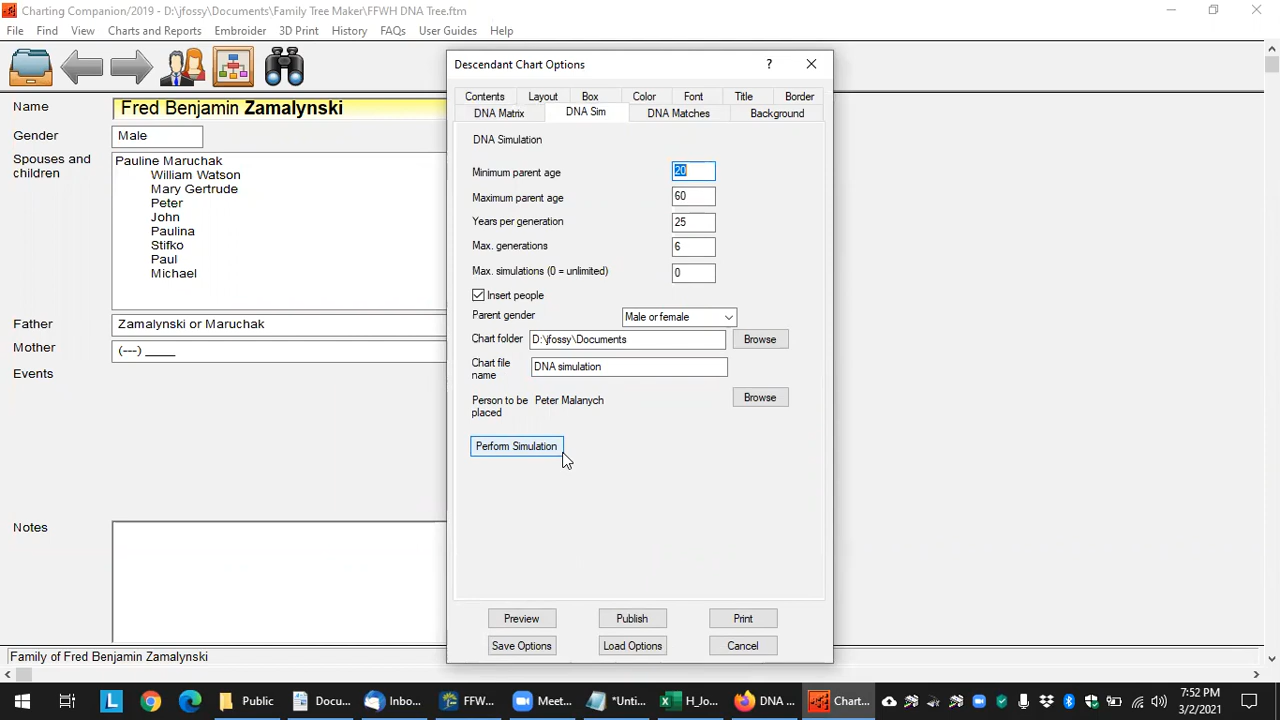 Charting Companion/2019 - D:\jfossy\Documents\Family Tree Maker\FFWH DNA Tree.ftm
File Find View Charts and Reports Embroider 3D Print History FAQs User Guides Help
Name Fred Benjamin Zamalynski
Gender Male
Spouses and children
Pauline Maruchak
William Watson
Mary Gertrude
Peter
John
Paulina
Stifko
Paul
Michael
Father Zamalynski or Maruchak
Mother (---) ____
Events
Notes
Family of Fred Benjamin Zamalynski
Descendant Chart Options ?
Contents Layout Box Color Font Title Border
DNA Matrix DNA Sim DNA Matches Background
DNA Simulation
Minimum parent age 20
Maximum parent age 60
Years per generation 25
Max. generations 6
Max. simulations (0 = unlimited) 0
Insert people
Parent gender Male or female
Chart folder D:\jfossy\Documents Browse
Chart file name DNA simulation
Person to be placed Peter Malanych Browse
Perform Simulation
Preview Publish Print
Save Options Load Options Cancel
L Public Docu... Inbo... FFW... Meet... *Unti... H_Jo... DNA ... Chart...
7:52 PM
3/2/2021